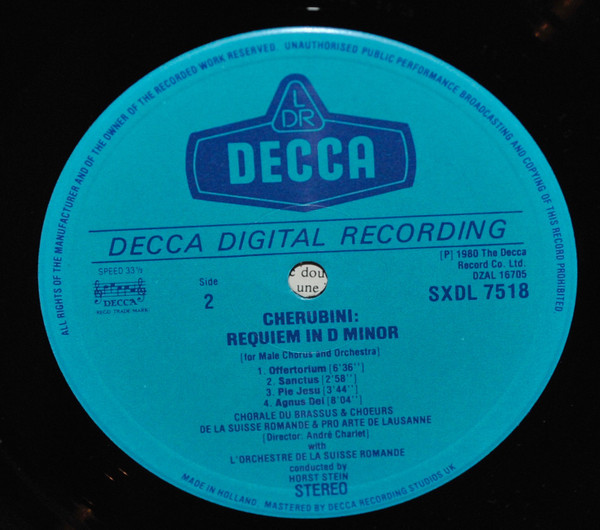 ALL RIGHTS OF THE MANUFACTURER AND OF THE OWNER OF THE RECORDED WORK RESERVED. UNAUTHORISED PUBLIC PERFORMANCE BROADCASTING AND COPYING OF THIS RECORD PROHIBITED.
L
DR
DECCA
DECCA DIGITAL RECORDING
SPEED 33⅓
DECCA
REGD. TRADE MARK
Side
2
dou
une
(P) 1980 The Decca
Record Co. Ltd.
DZAL 16705
SXDL 7518
CHERUBINI:
REQUIEM IN D MINOR
(for Male Chorus and Orchestra)
1. Offertorium (6'36'')
2. Sanctus (2'58'')
3. Pie Jesu (3'44'')
4. Agnus Dei (8'04'')
CHORALE DU BRASSUS & CHOEURS
DE LA SUISSE ROMANDE & PRO ARTE DE LAUSANNE
(Director: André Charlet)
with
L'ORCHESTRE DE LA SUISSE ROMANDE
conducted by
HORST STEIN
STEREO
MADE IN HOLLAND. MASTERED BY DECCA RECORDING STUDIOS UK